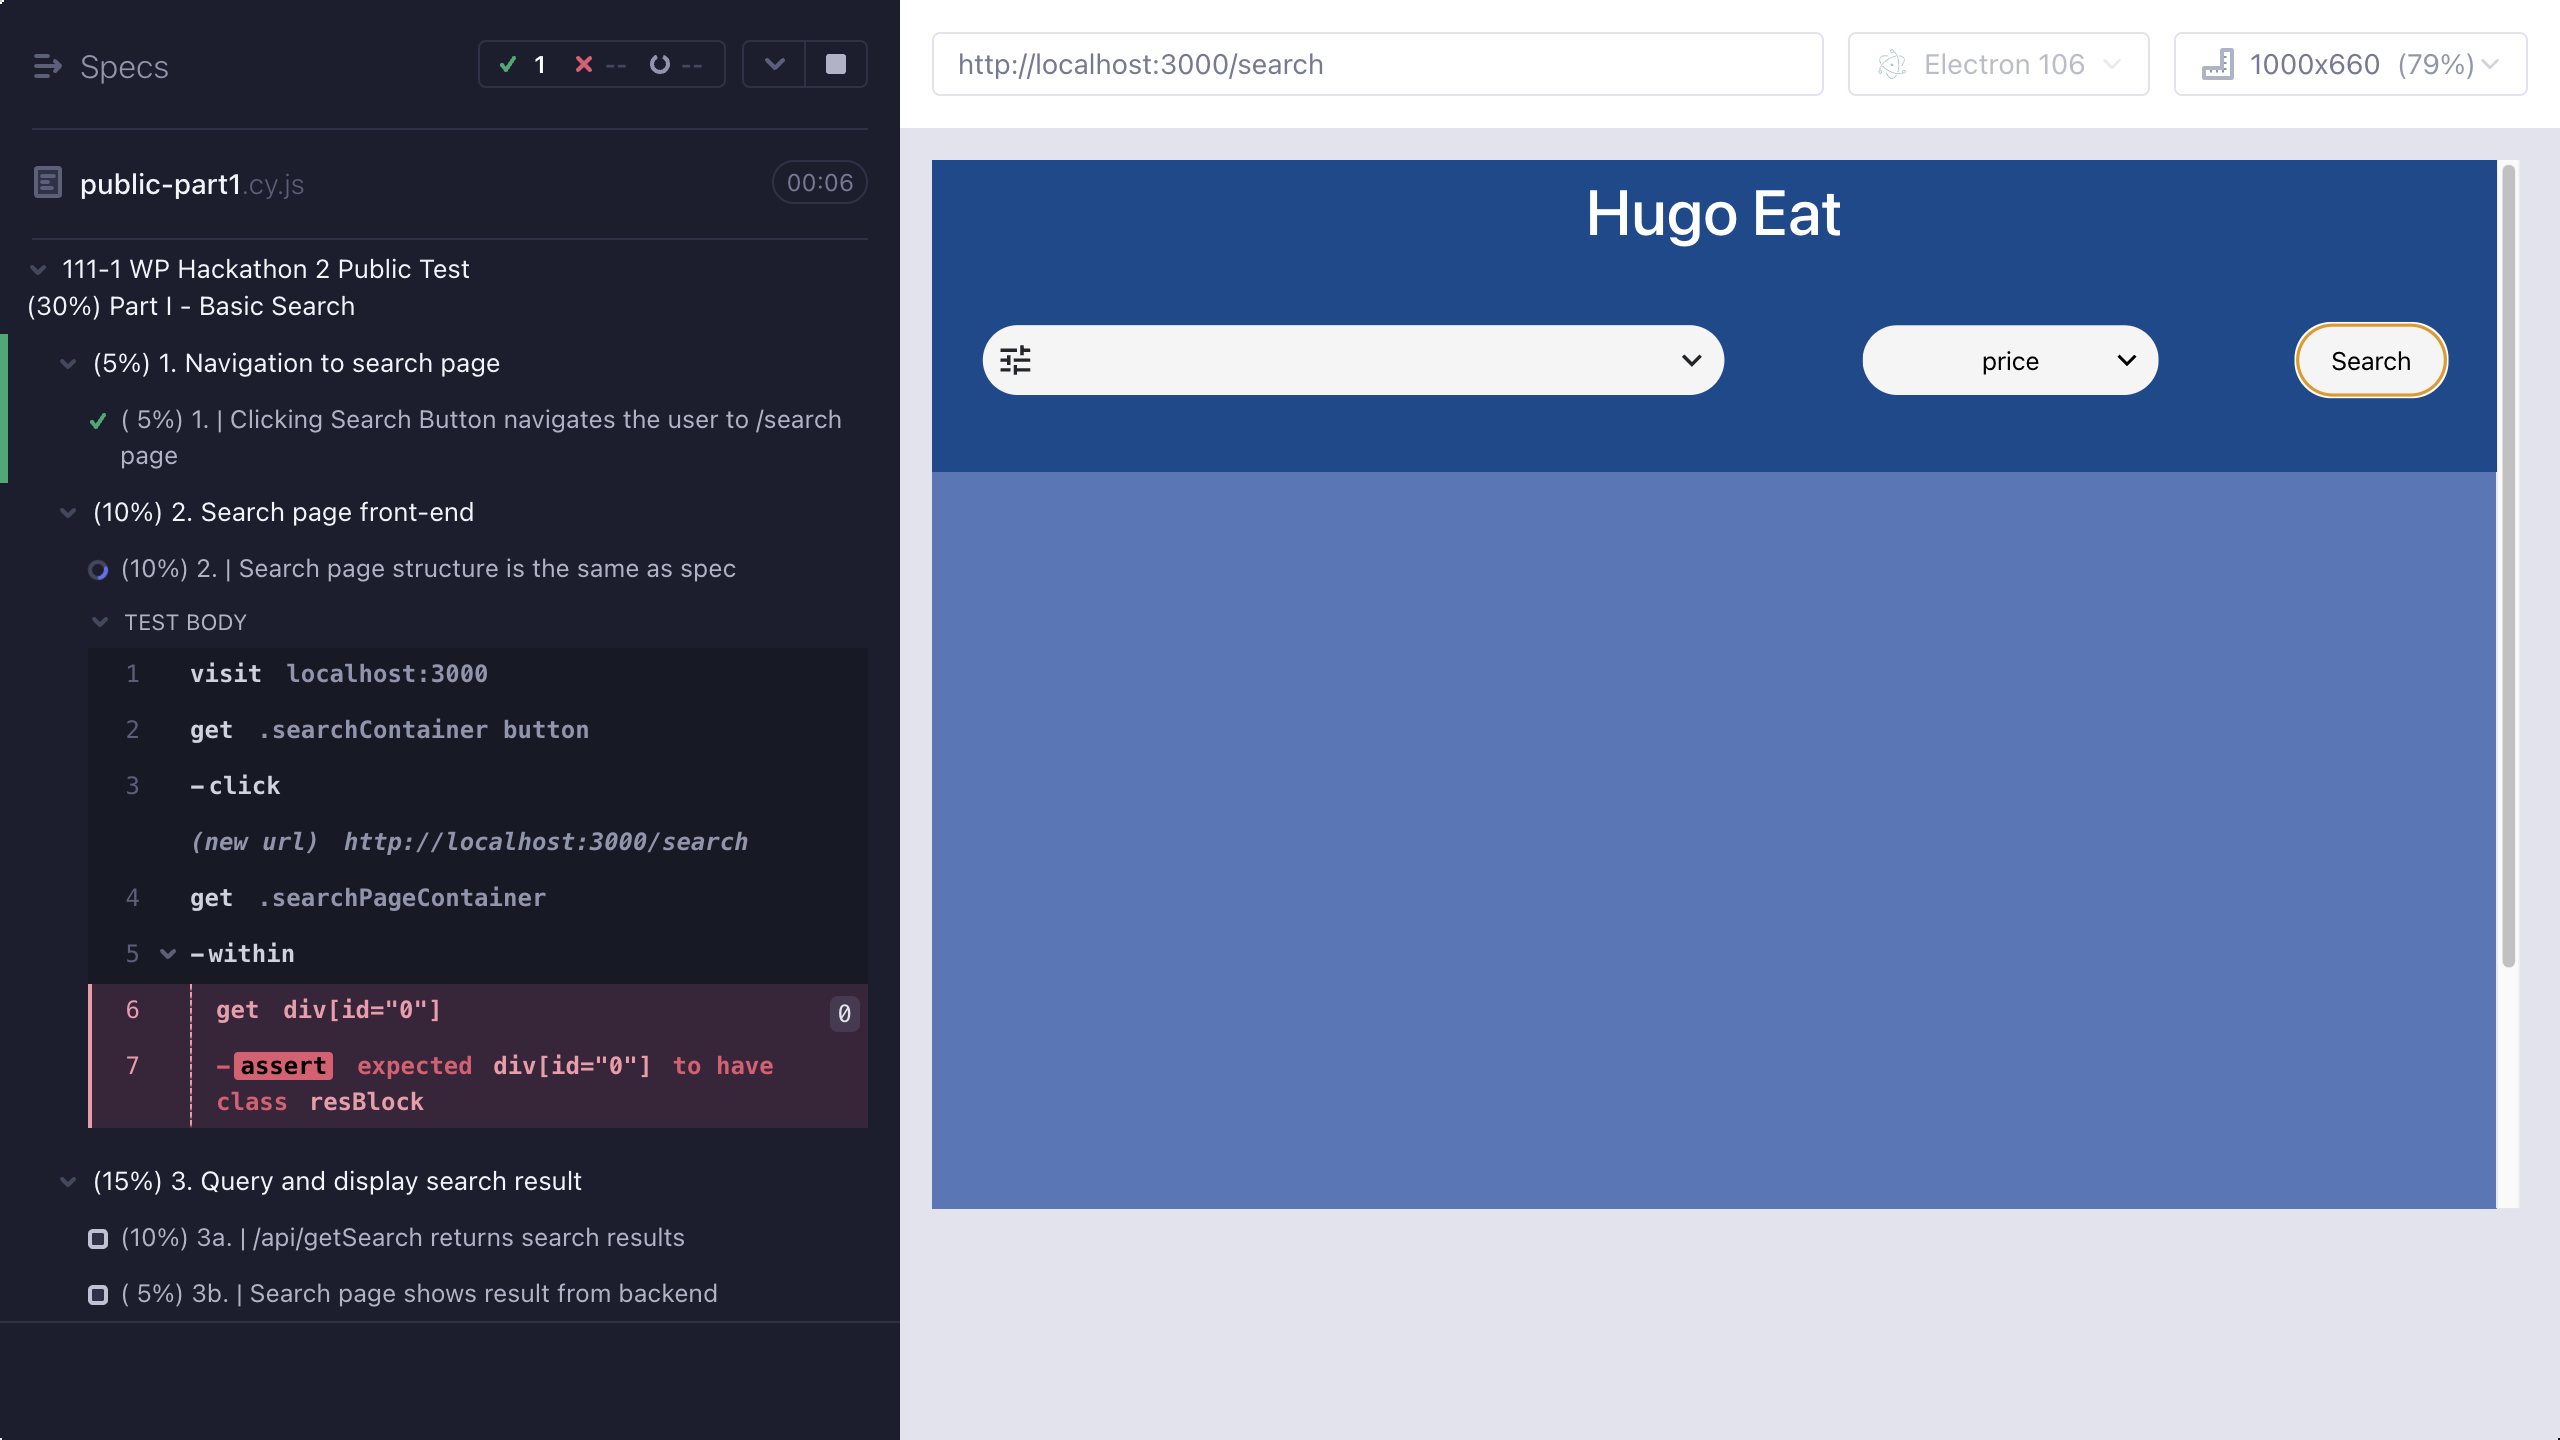 Specs
1 -- --
public-part1.cy.js 00:06
111-1 WP Hackathon 2 Public Test
(30%) Part I - Basic Search
(5%) 1. Navigation to search page
( 5%) 1. | Clicking Search Button navigates the user to /search
page
(10%) 2. Search page front-end
(10%) 2. | Search page structure is the same as spec
TEST BODY
1 visit localhost:3000
2 get .searchContainer button
3 -click
(new url) http://localhost:3000/search
4 get .searchPageContainer
5 -within
6 get div[id="0"] 0
7 -assert expected div[id="0"] to have
class resBlock
(15%) 3. Query and display search result
(10%) 3a. | /api/getSearch returns search results
( 5%) 3b. | Search page shows result from backend
http://localhost:3000/search
Electron 106
1000x660 (79%)
Hugo Eat
price
Search